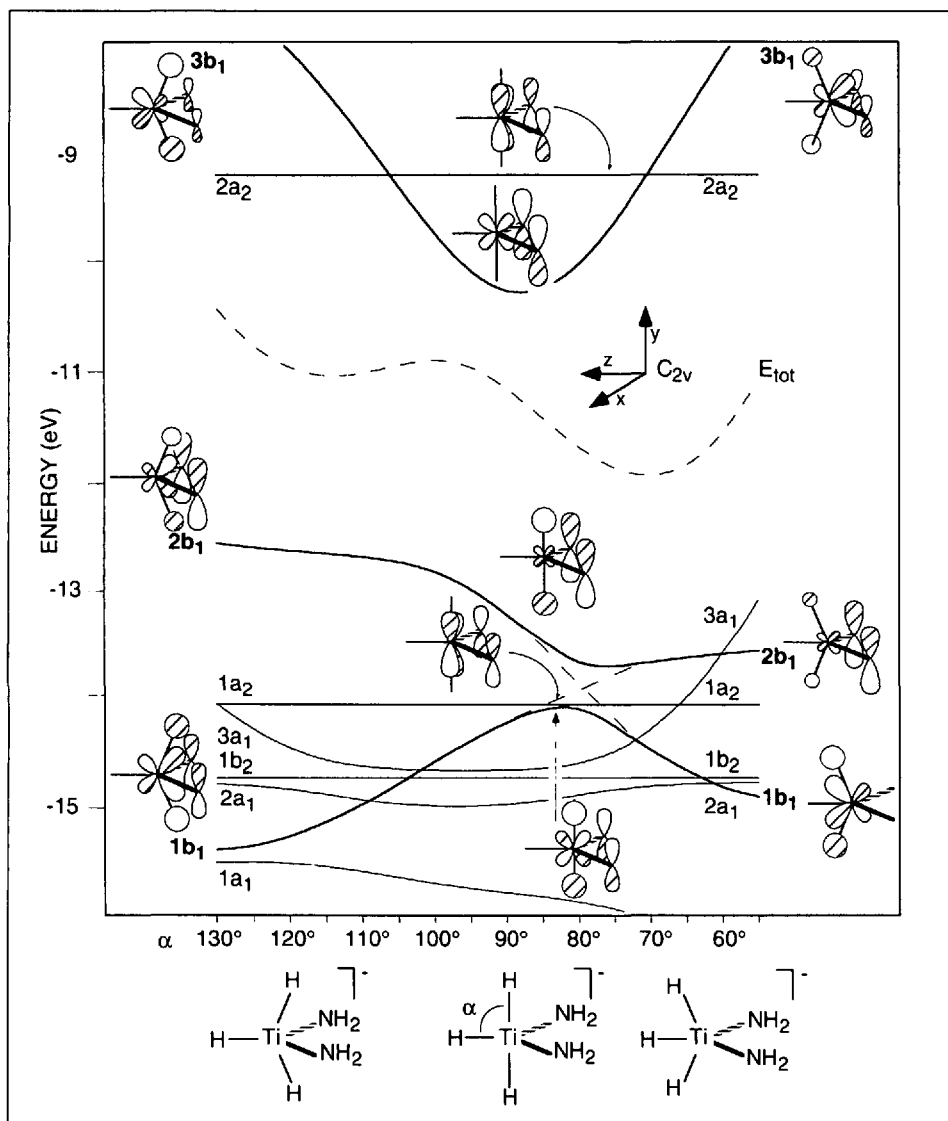 3b₁
3b₁
-9
2a₂
2a₂
y
z
C₂ᵥ
x
-11
Eₜₒₜ
ENERGY (eV)
2b₁
-13
3a₁
2b₁
1a₂
1a₂
3a₁
1b₂
1b₂
2a₁
2a₁
1b₁
-15
1b₁
1a₁
α 130° 120° 110° 100° 90° 80° 70° 60°
H H H
α
NH₂ NH₂ NH₂
H Ti H Ti H Ti
NH₂ NH₂ NH₂
H H H
- - -